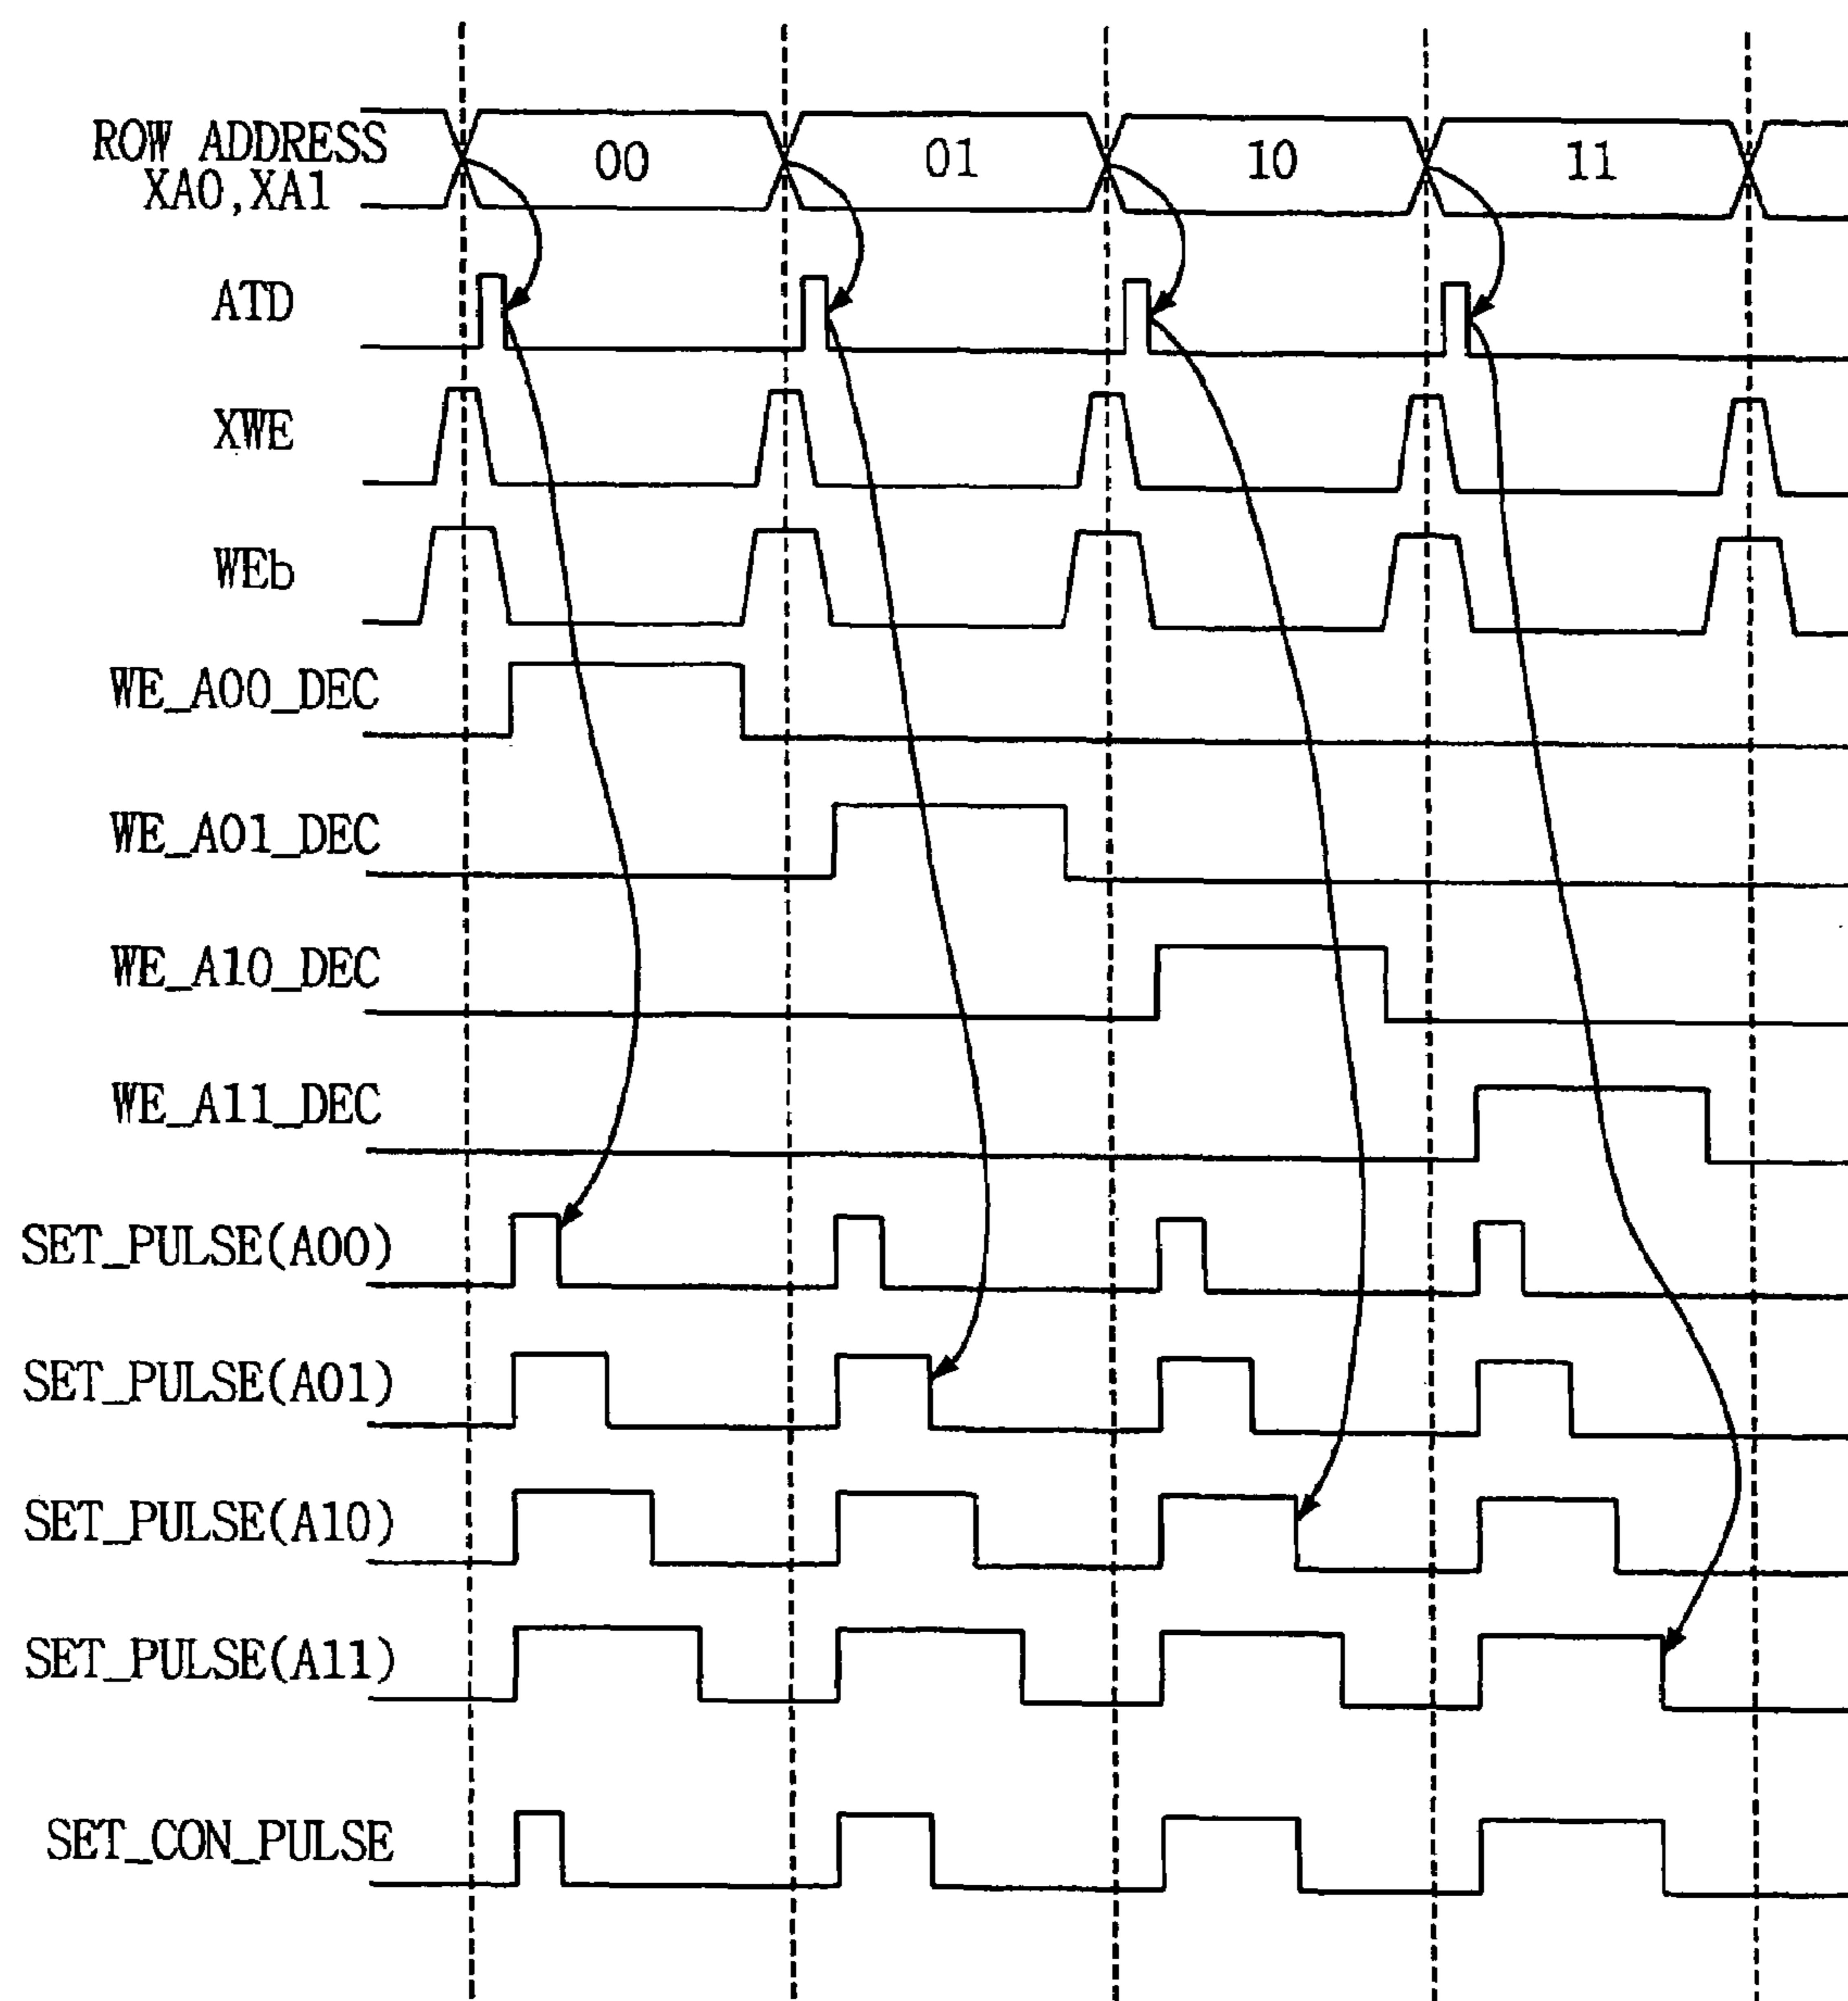 ROW ADDRESS
XA0,XA1
00
01
10
11
ATD
XWE
WEb
WE_A00_DEC
WE_A01_DEC
WE_A10_DEC
WE_A11_DEC
SET_PULSE(A00)
SET_PULSE(A01)
SET_PULSE(A10)
SET_PULSE(A11)
SET_CON_PULSE